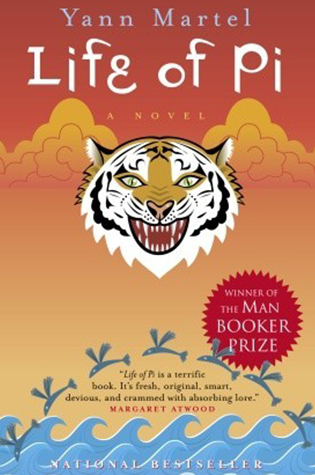 Yann Martel
Life of Pi
A NOVEL
WINNER OF
THE MAN
BOOKER
PRIZE
"Life of Pi is a terrific
book. It's fresh, original, smart,
devious, and crammed with absorbing lore."
MARGARET ATWOOD
NATIONAL BESTSELLER